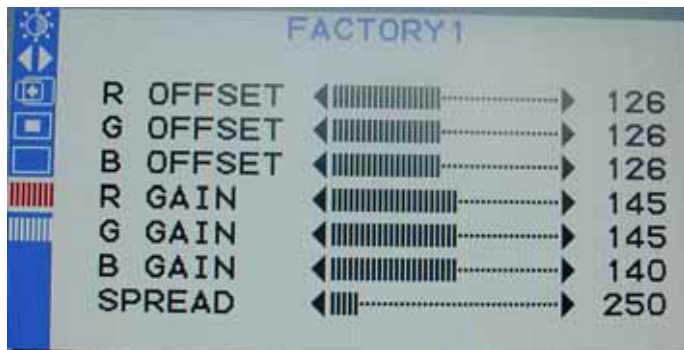 FACTORY1
R OFFSET 126
G OFFSET 126
B OFFSET 126
R GAIN 145
G GAIN 145
B GAIN 140
SPREAD 250